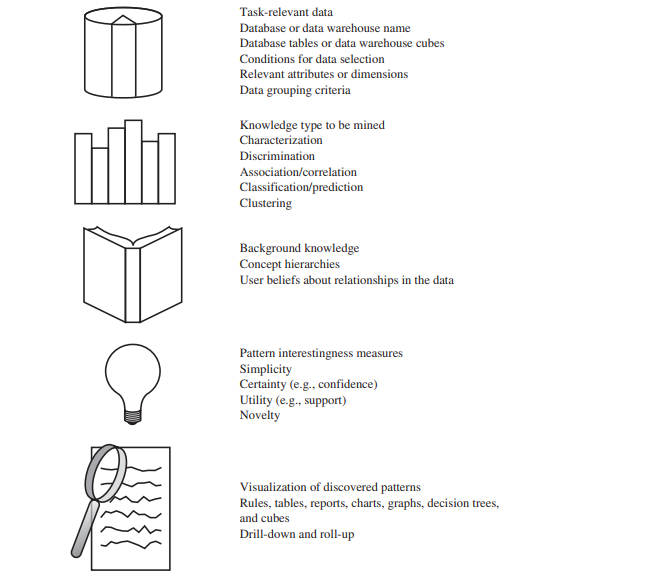 Task-relevant data
Database or data warehouse name
Database tables or data warehouse cubes
Conditions for data selection
Relevant attributes or dimensions
Data grouping criteria
Knowledge type to be mined
Characterization
Discrimination
Association/correlation
Classification/prediction
Clustering
Background knowledge
Concept hierarchies
User beliefs about relationships in the data
Pattern interestingness measures
Simplicity
Certainty (e.g., confidence)
Utility (e.g., support)
Novelty
Visualization of discovered patterns
Rules, tables, reports, charts, graphs, decision trees,
and cubes
Drill-down and roll-up